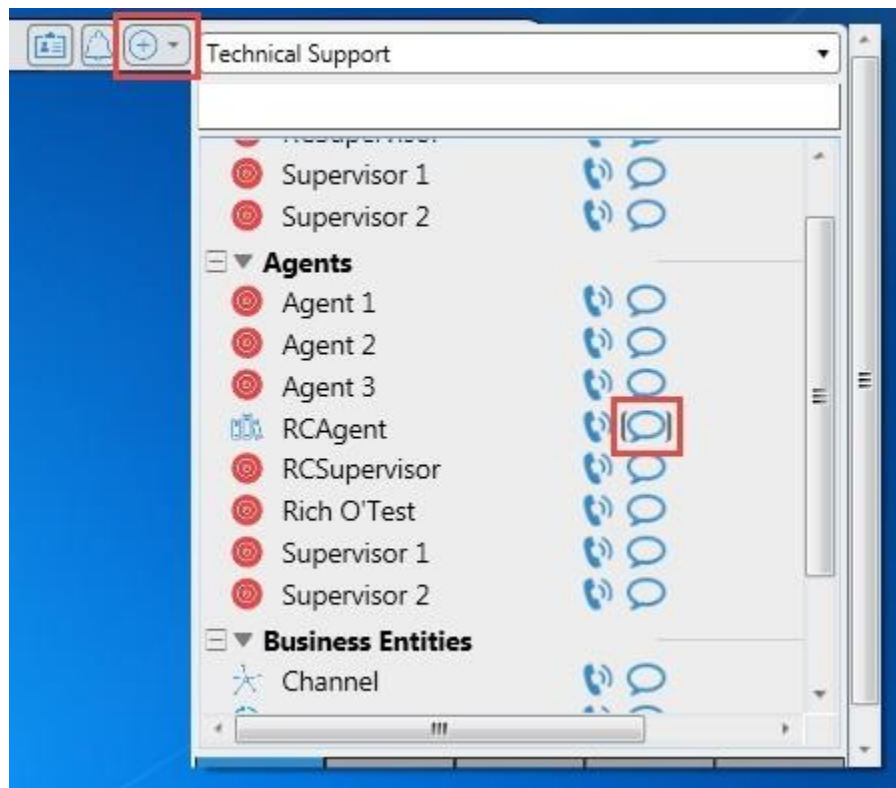 Technical Support
Supervisor 1
Supervisor 2
Agents
Agent 1
Agent 2
Agent 3
RCAgent
RCSupervisor
Rich O'Test
Supervisor 1
Supervisor 2
Business Entities
Channel